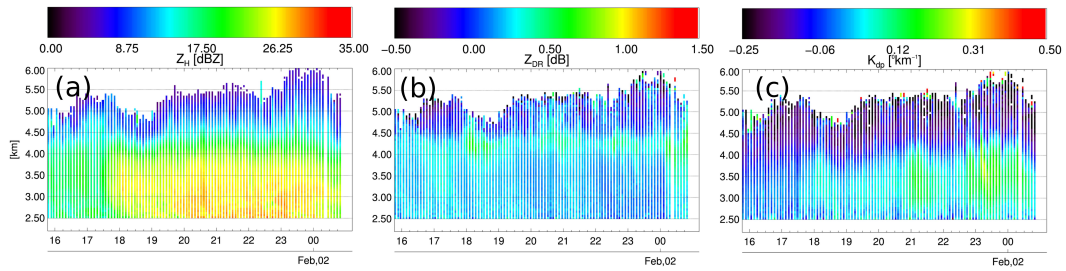 0.00 8.75 17.50 26.25 35.00
Z_H [dBZ]
(a)
6.00
5.50
5.00
4.50
4.00
3.50
3.00
2.50
[km]
16 17 18 19 20 21 22 23 00
Feb,02
−0.50 0.00 0.50 1.00 1.50
Z_DR [dB]
(b)
6.00
5.50
5.00
4.50
4.00
3.50
3.00
2.50
16 17 18 19 20 21 22 23 00
Feb,02
−0.25 −0.06 0.12 0.31 0.50
K_dp [°km⁻¹]
(c)
6.00
5.50
5.00
4.50
4.00
3.50
3.00
2.50
16 17 18 19 20 21 22 23 00
Feb,02